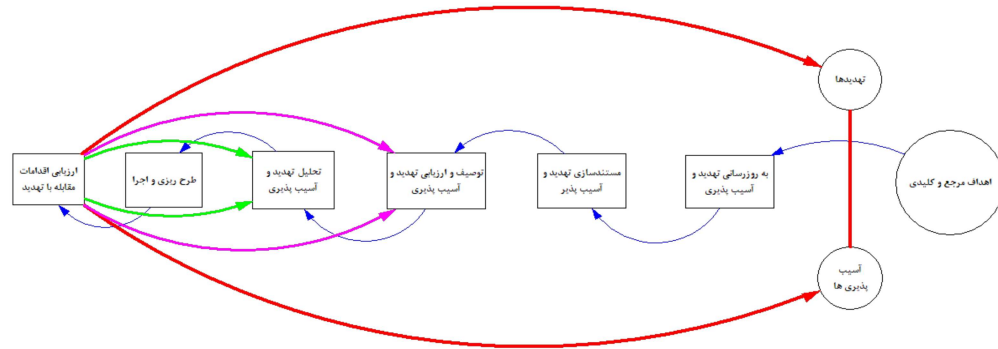 تهدیدها
اهداف مرجع و کلیدی
به روزرسانی تهدید و
آسیب پذیری
مستندسازی تهدید و
آسیب پذیر
توصیف و ارزیابی تهدید و
آسیب پذیری
تحلیل تهدید و
آسیب پذیری
طرح ریزی و اجرا
ارزیابی اقدامات
مقابله با تهدید
آسیب
پذیری ها